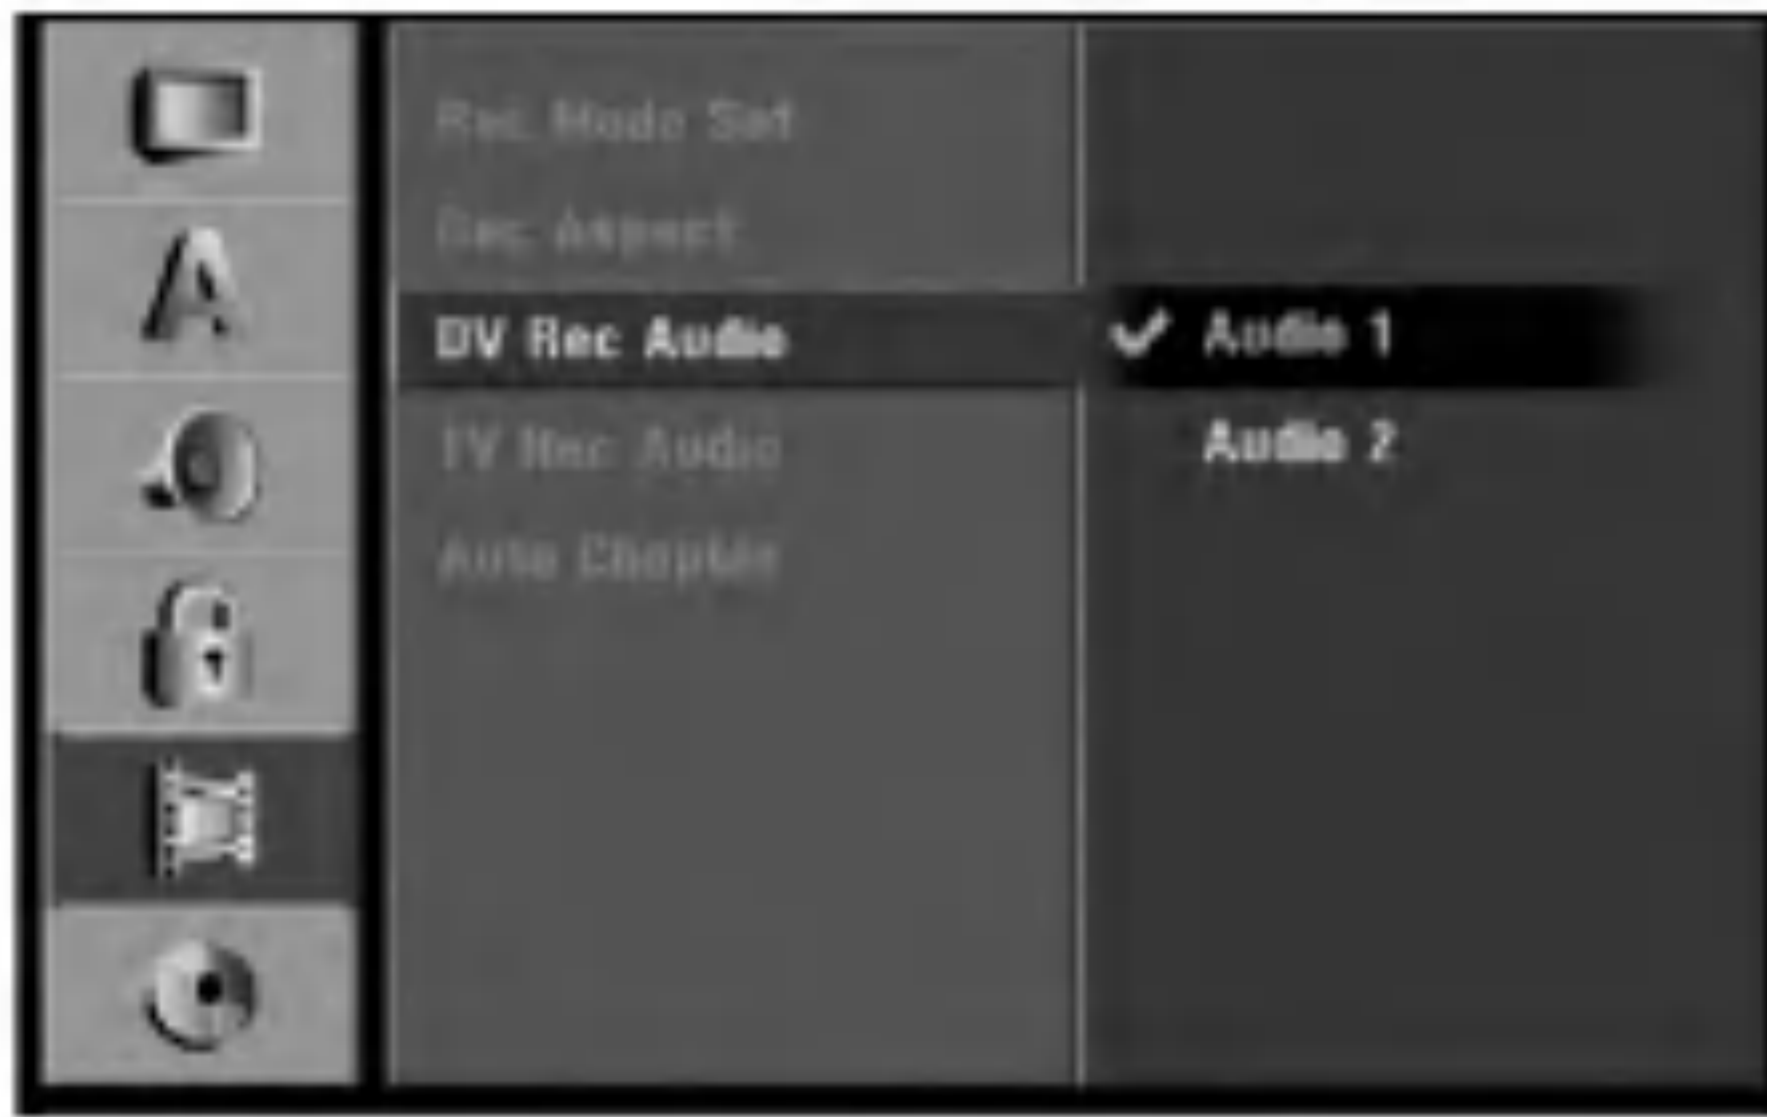 Rec Mode Set
Rec Aspect
DV Rec Audio
TV Rec Audio
Auto Chapter
Audio 1
Audio 2